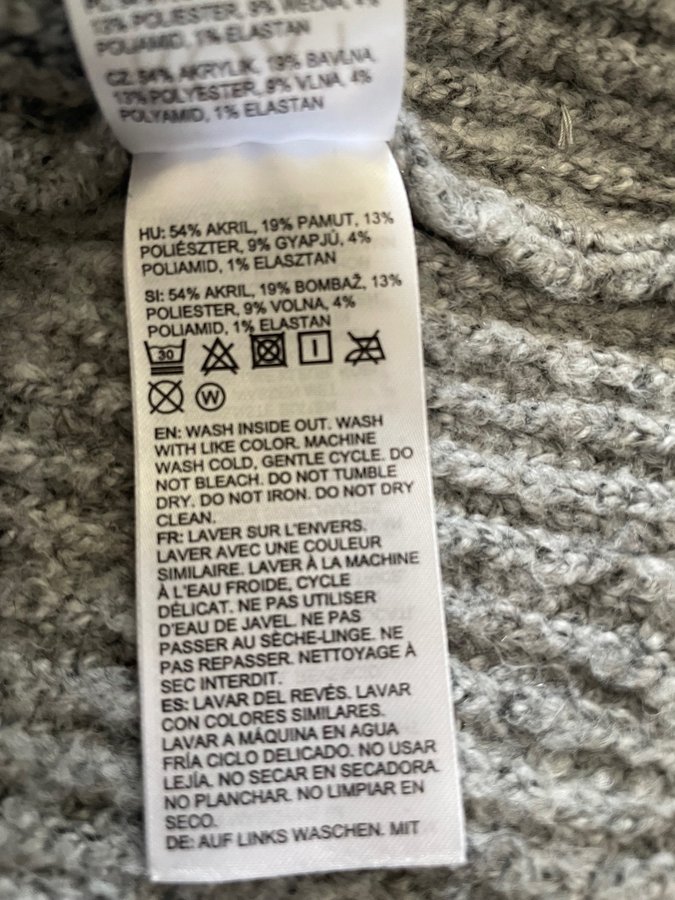 13% POLIESTER, 9% WEŁNA, 4%
POLIAMID, 1% ELASTAN
CZ: 54% AKRYLIK, 19% BAVLNA,
13% POLYESTER, 9% VLNA, 4%
POLYAMID, 1% ELASTAN
HU: 54% AKRIL, 19% PAMUT, 13%
POLIÉSZTER, 9% GYAPJÚ, 4%
POLIAMID, 1% ELASZTAN
SI: 54% AKRIL, 19% BOMBAŽ, 13%
POLIESTER, 9% VOLNA, 4%
POLIAMID, 1% ELASTAN
30
W
EN: WASH INSIDE OUT. WASH
WITH LIKE COLOR. MACHINE
WASH COLD, GENTLE CYCLE. DO
NOT BLEACH. DO NOT TUMBLE
DRY. DO NOT IRON. DO NOT DRY
CLEAN.
FR: LAVER SUR L'ENVERS.
LAVER AVEC UNE COULEUR
SIMILAIRE. LAVER À LA MACHINE
À L'EAU FROIDE, CYCLE
DÉLICAT. NE PAS UTILISER
D'EAU DE JAVEL. NE PAS
PASSER AU SÈCHE-LINGE. NE
PAS REPASSER. NETTOYAGE À
SEC INTERDIT.
ES: LAVAR DEL REVÉS. LAVAR
CON COLORES SIMILARES.
LAVAR A MÁQUINA EN AGUA
FRÍA CICLO DELICADO. NO USAR
LEJÍA. NO SECAR EN SECADORA.
NO PLANCHAR. NO LIMPIAR EN
SECO.
DE: AUF LINKS WASCHEN. MIT